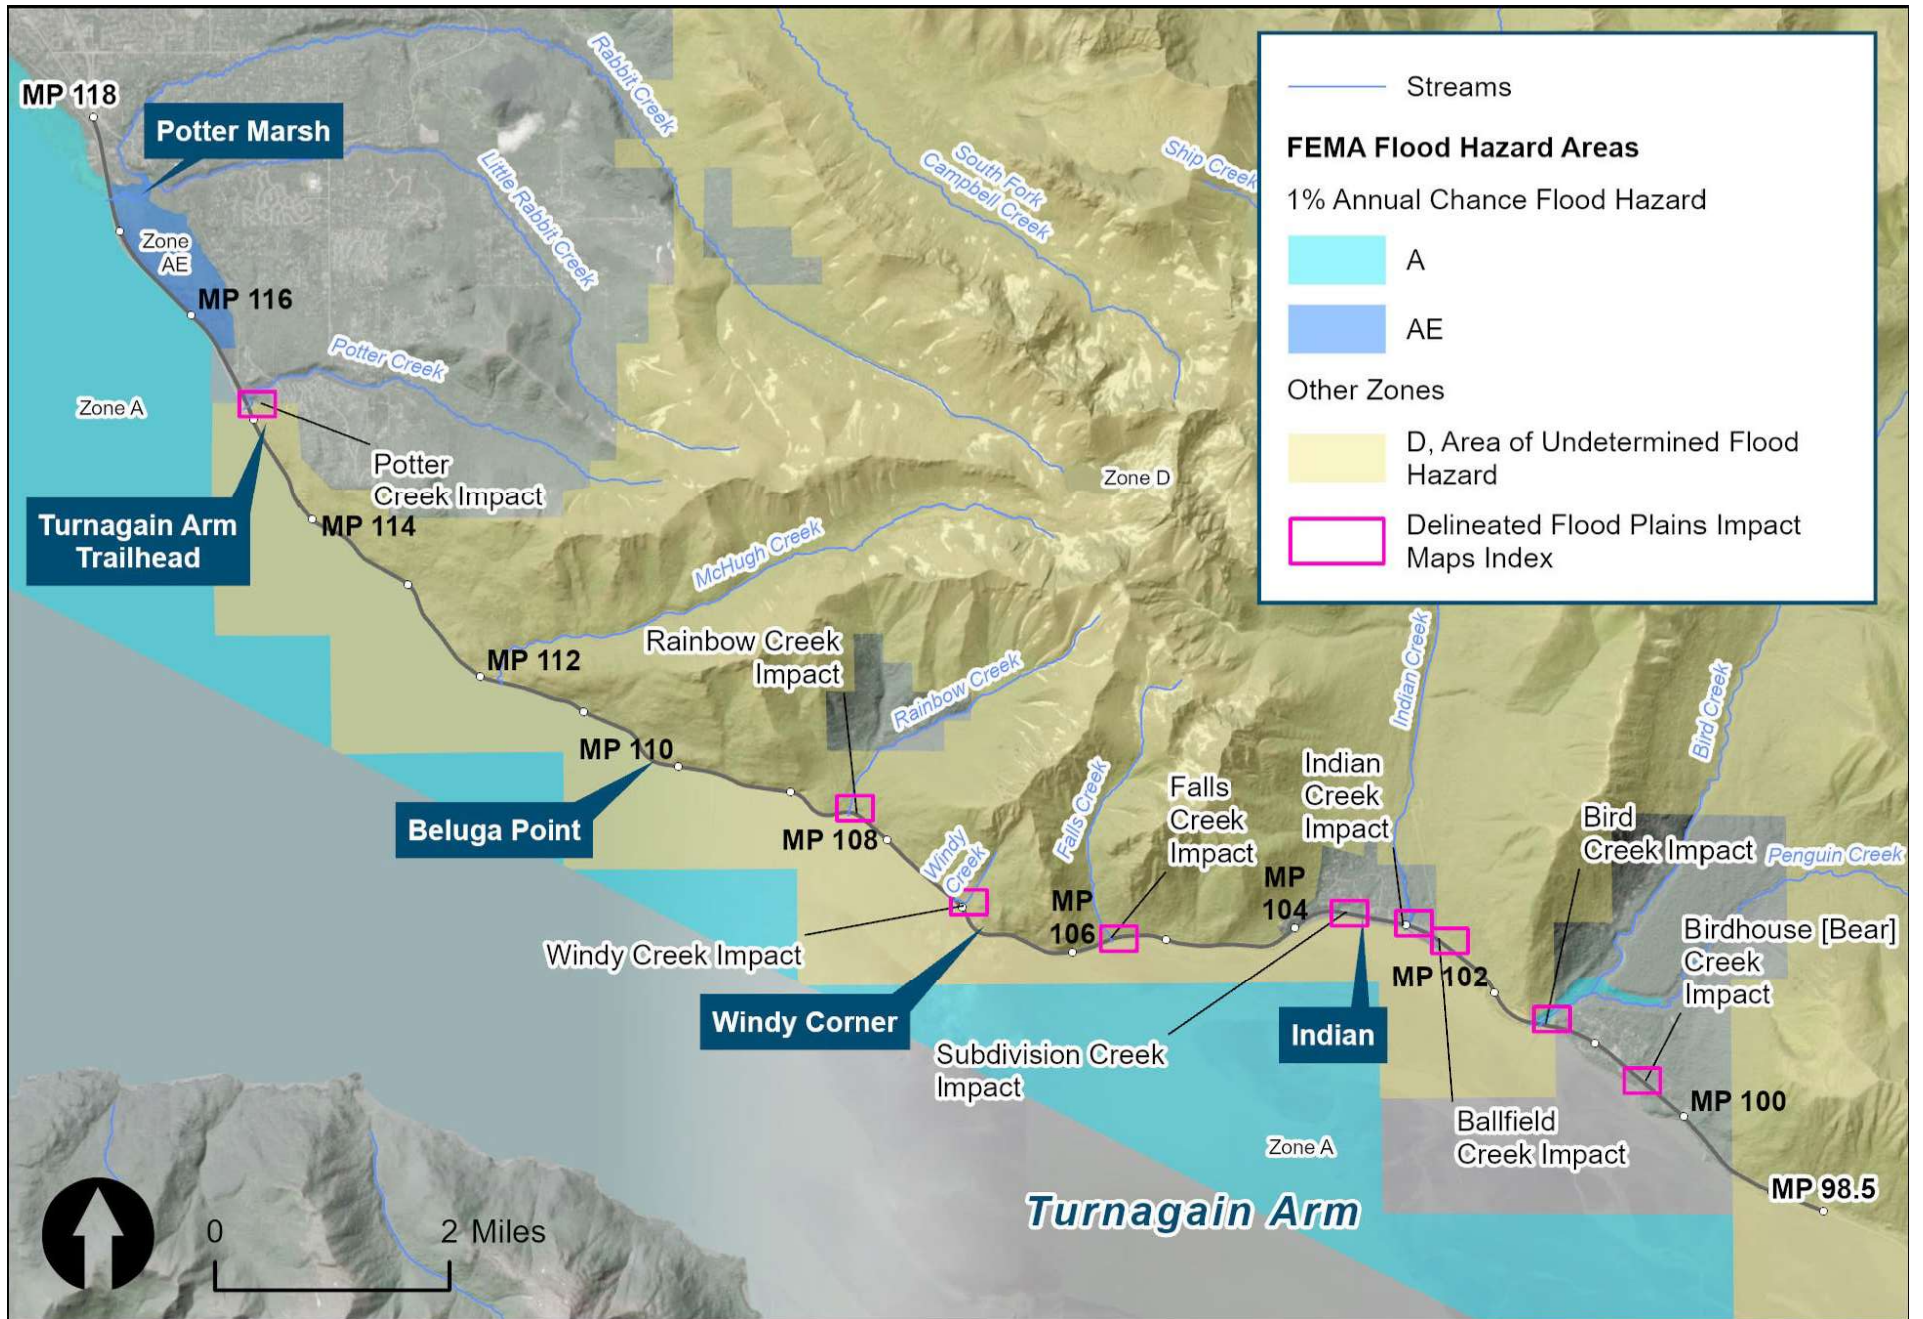 MP 118
Potter Marsh
Zone
AE
MP 116
Zone A
Rabbit Creek
Little Rabbit Creek
South Fork
Campbell Creek
Ship Creek
Potter Creek
Potter
Creek Impact
Turnagain Arm
Trailhead
MP 114
Zone D
McHugh Creek
MP 112
Rainbow Creek
Impact
Rainbow Creek
MP 110
Beluga Point
MP 108
Windy
Creek
Windy Creek Impact
Windy Corner
Falls Creek
MP
106
Falls
Creek
Impact
MP
104
Indian
Creek
Impact
Indian Creek
Subdivision Creek
Impact
Indian
MP 102
Ballfield
Creek Impact
Bird
Creek Impact
Bird Creek
Penguin Creek
Birdhouse [Bear]
Creek
Impact
MP 100
MP 98.5
Zone A
Turnagain Arm
0 2 Miles
Streams
FEMA Flood Hazard Areas
1% Annual Chance Flood Hazard
A
AE
Other Zones
D, Area of Undetermined Flood
Hazard
Delineated Flood Plains Impact
Maps Index